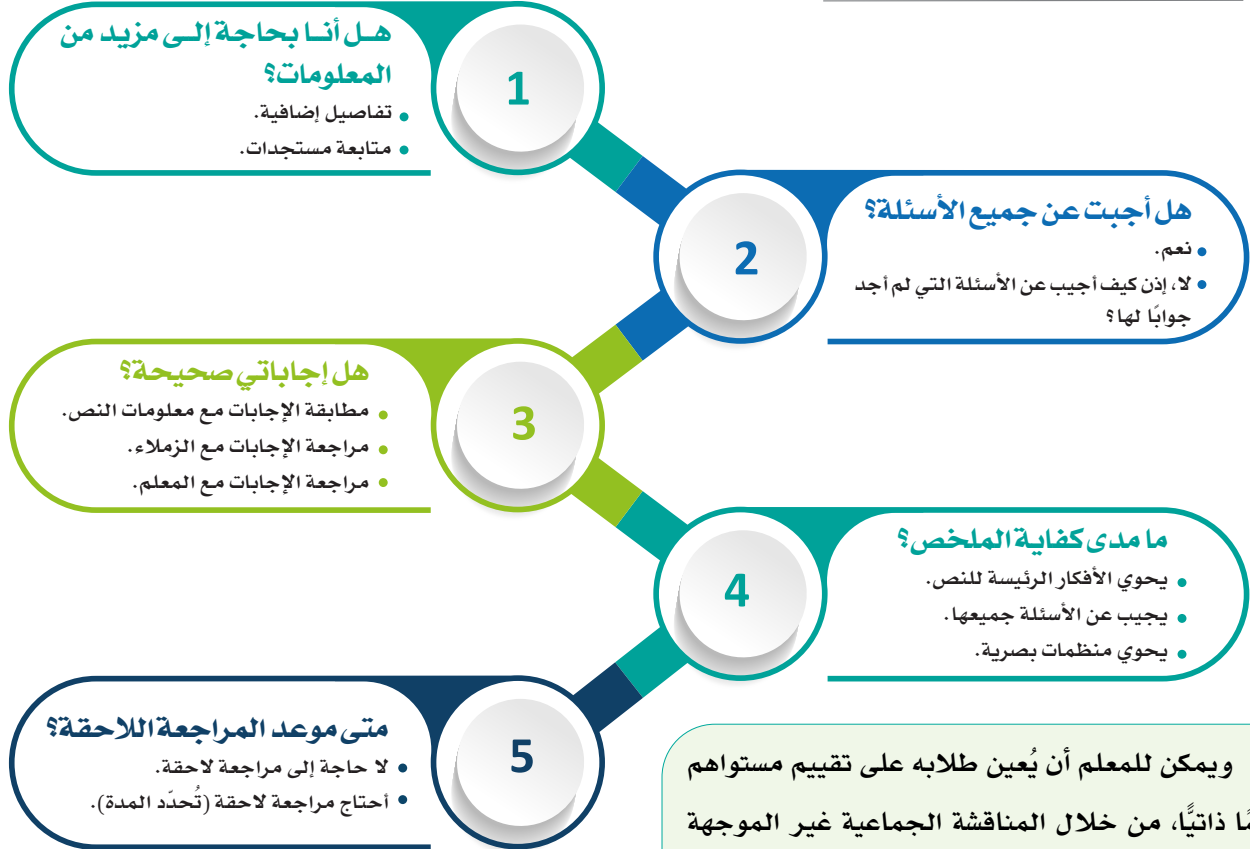 هل أنا بحاجة إلى مزيد من
المعلومات؟
• تفاصيل إضافية.
• متابعة مستجدات.
1
هل أجبت عن جميع الأسئلة؟
• نعم.
• لا، إذن كيف أجيب عن الأسئلة التي لم أجد
جوابًا لها؟
2
هل إجاباتي صحيحة؟
• مطابقة الإجابات مع معلومات النص.
• مراجعة الإجابات مع الزملاء.
• مراجعة الإجابات مع المعلم.
3
ما مدى كفاية الملخص؟
• يحوي الأفكار الرئيسة للنص.
• يجيب عن الأسئلة جميعها.
• يحوي منظمات بصرية.
4
متى موعد المراجعة اللاحقة؟
• لا حاجة إلى مراجعة لاحقة.
• أحتاج مراجعة لاحقة (تُحدّد المدة).
5
ويمكن للمعلم أن يُعين طلابه على تقييم مستواهم
ذاتيًّا، من خلال المناقشة الجماعية غير الموجهة